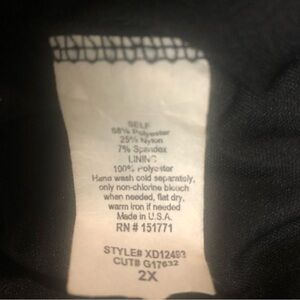 SELF
68% Polyester
25% Nylon
7% Spandex
LINING
100% Polyester
Hand wash cold separately,
only non-chlorine bleach
when needed, flat dry,
warm iron if needed
Made in U.S.A.
RN # 151771
STYLE# XD12493
CUT# G17632
2X